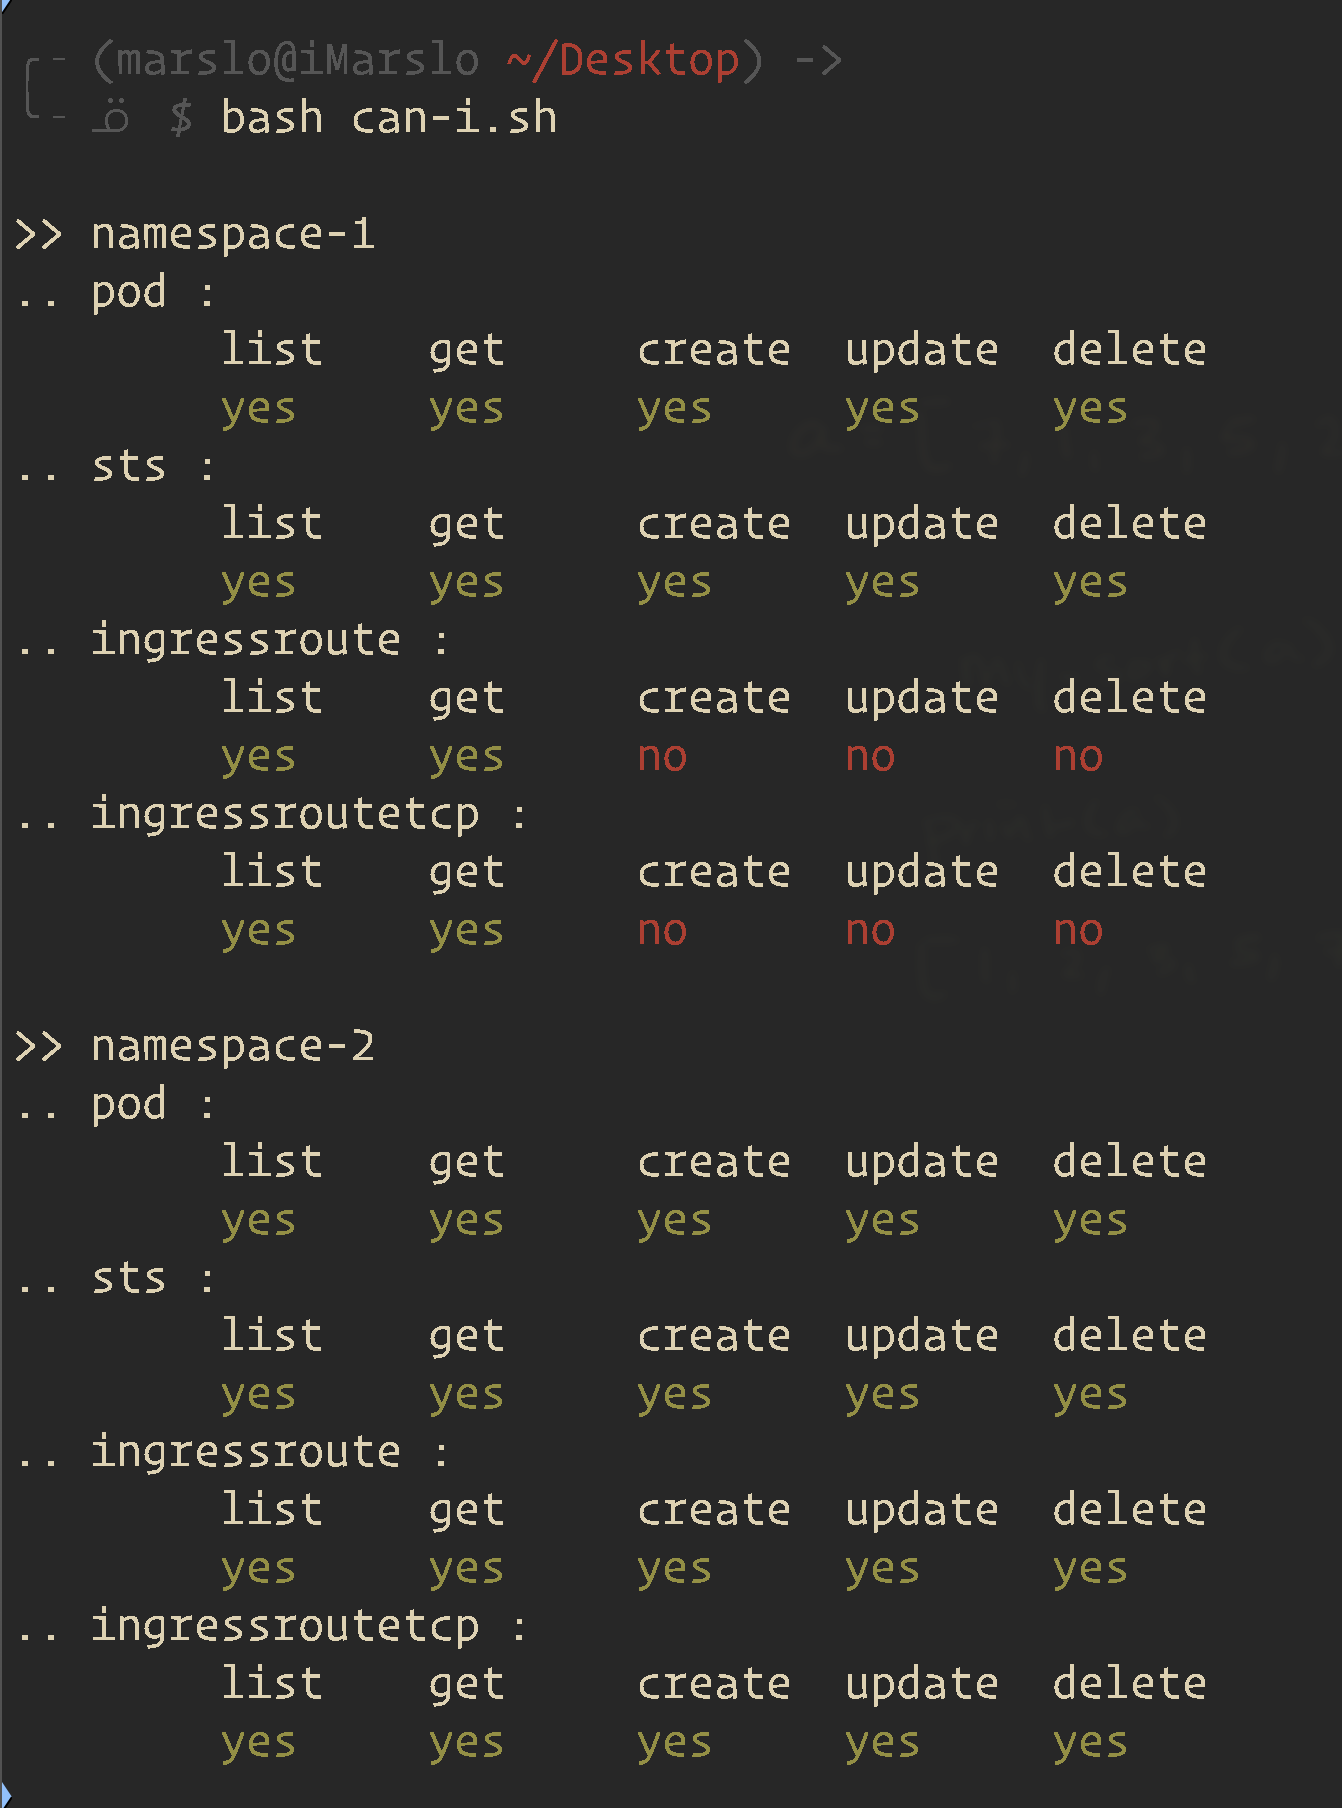 (marslo@iMarslo ~/Desktop) ->
$ bash can-i.sh
>> namespace-1
.. pod :
list get create update delete
yes yes yes yes yes
.. sts :
list get create update delete
yes yes yes yes yes
.. ingressroute :
list get create update delete
yes yes no no no
.. ingressroutetcp :
list get create update delete
yes yes no no no
>> namespace-2
.. pod :
list get create update delete
yes yes yes yes yes
.. sts :
list get create update delete
yes yes yes yes yes
.. ingressroute :
list get create update delete
yes yes yes yes yes
.. ingressroutetcp :
list get create update delete
yes yes yes yes yes